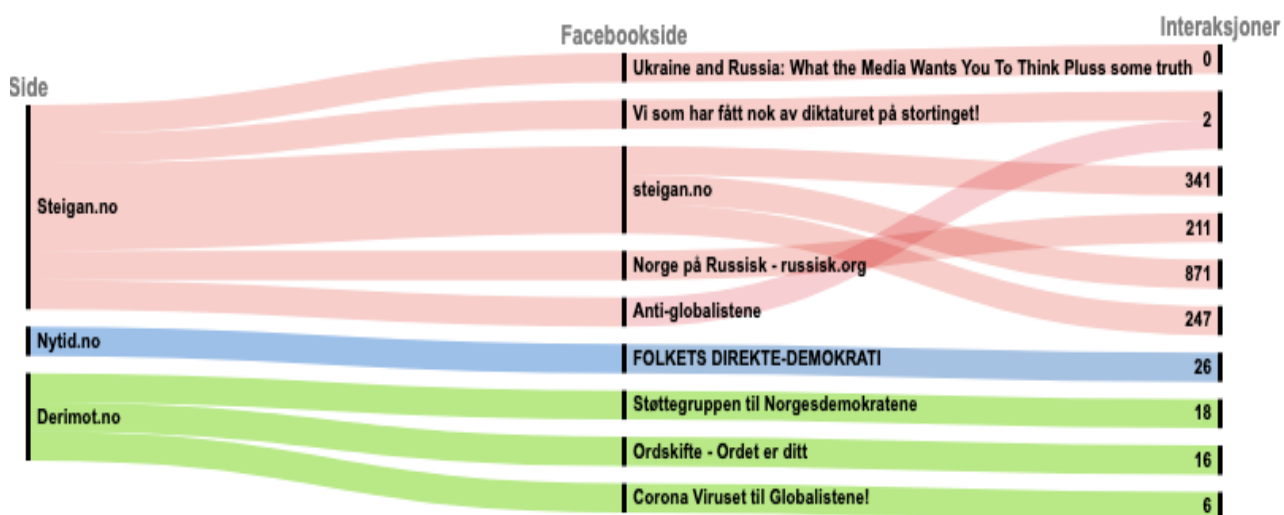 Side
Facebookside
Interaksjoner
Steigan.no
Nytid.no
Derimot.no
Ukraine and Russia: What the Media Wants You To Think Pluss some truth
Vi som har fått nok av diktaturet på stortinget!
steigan.no
Norge på Russisk - russisk.org
Anti-globalistene
FOLKETS DIREKTE-DEMOKRATI
Støttegruppen til Norgesdemokratene
Ordskifte - Ordet er ditt
Corona Viruset til Globalistene!
0
2
341
211
871
247
26
18
16
6